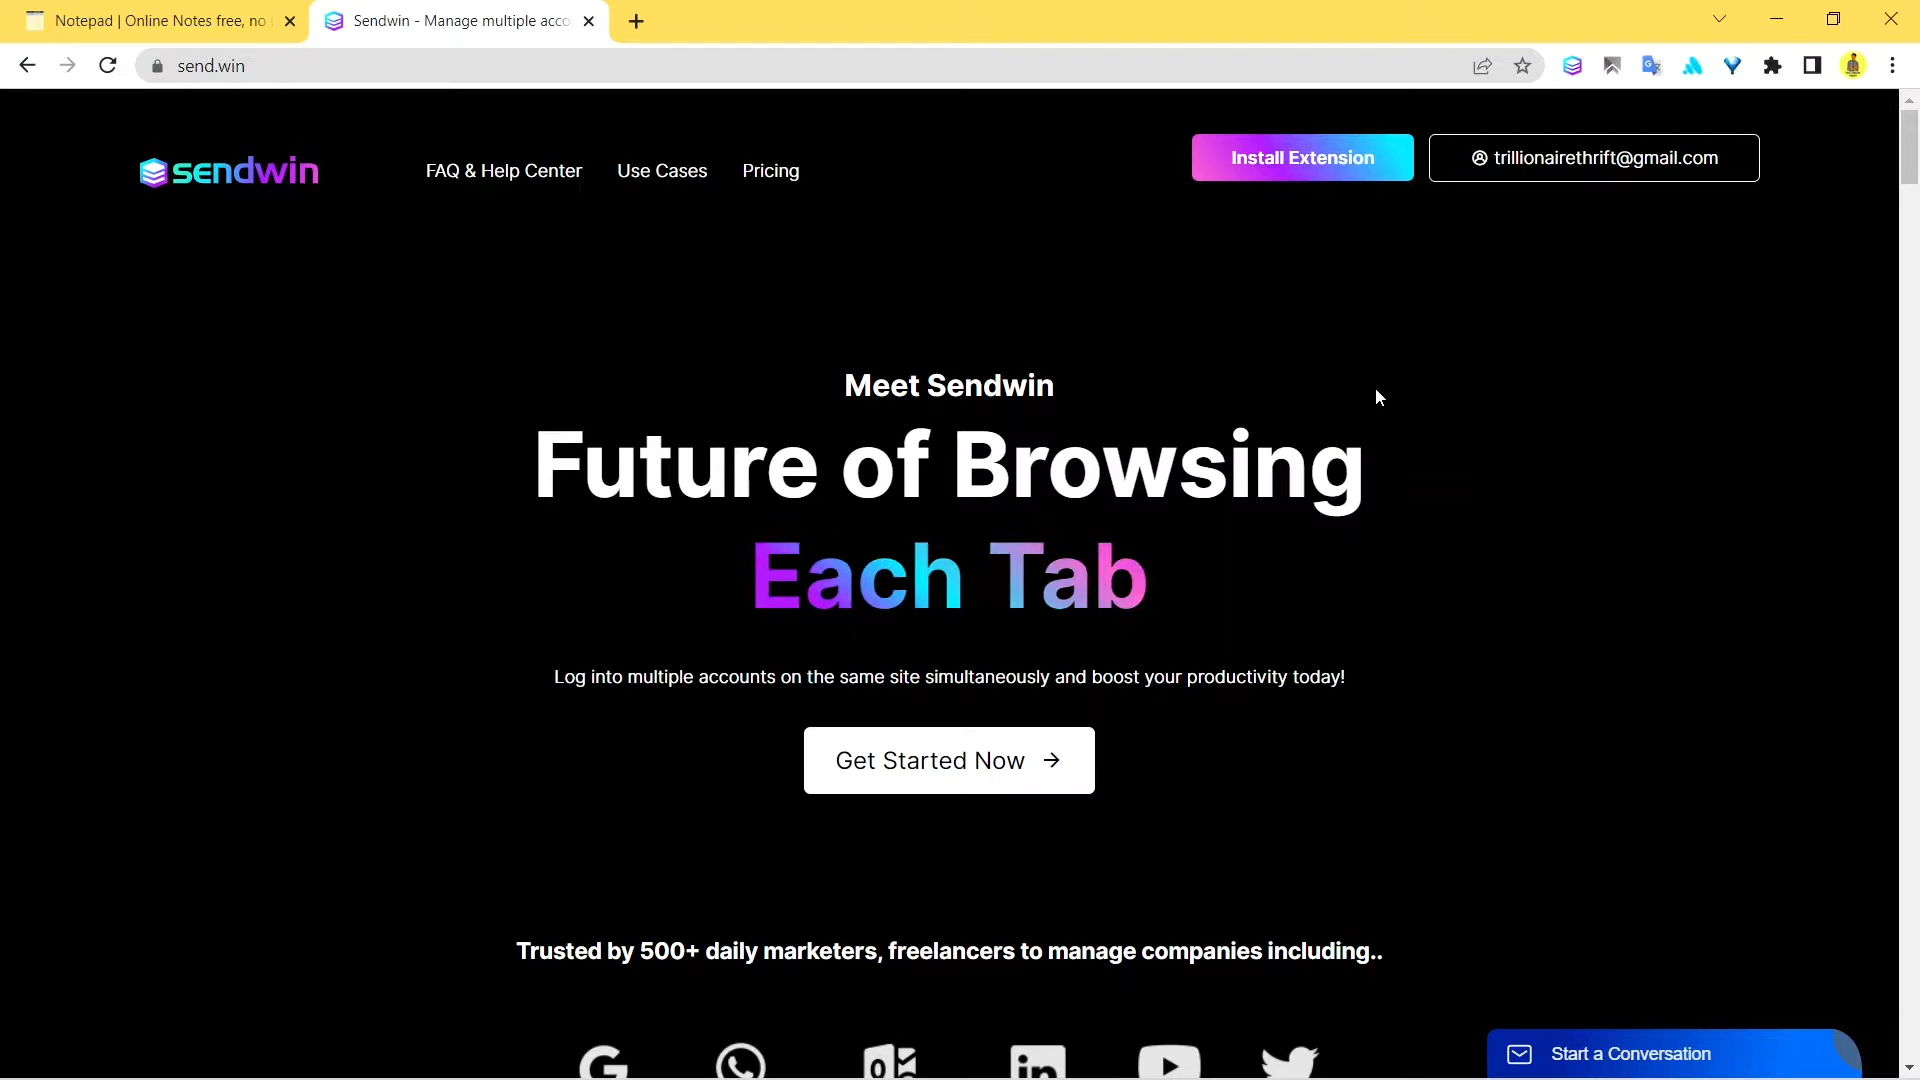 Notepad | Online Notes free, no
Sendwin - Manage multiple acco
send.win
sendwin
FAQ & Help Center
Use Cases
Pricing
Install Extension
trillionairethrift@gmail.com
Meet Sendwin
Future of Browsing
Each Tab
Log into multiple accounts on the same site simultaneously and boost your productivity today!
Get Started Now →
Trusted by 500+ daily marketers, freelancers to manage companies including..
Start a Conversation